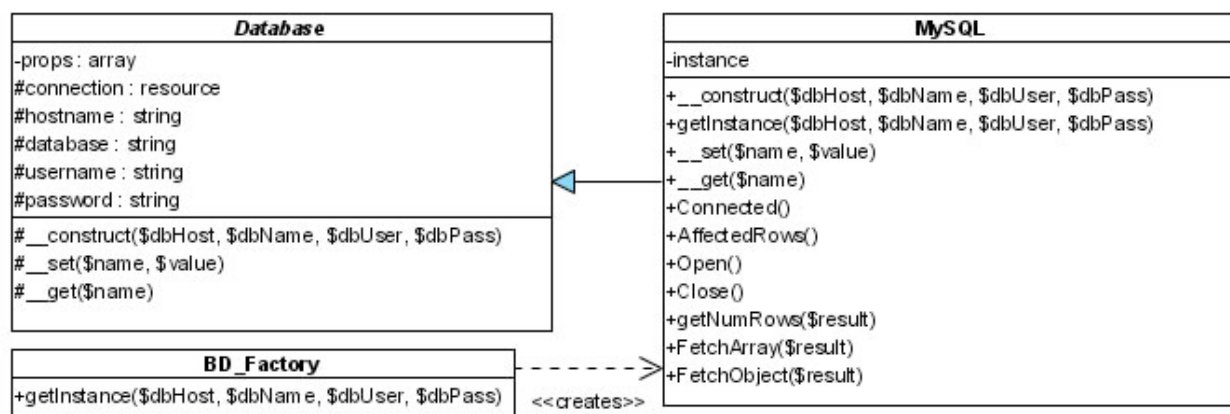 Database
-props : array
#connection : resource
#hostname : string
#database : string
#username : string
#password : string
#__construct($dbHost, $dbName, $dbUser, $dbPass)
#__set($name, $value)
#__get($name)
MySQL
-instance
+__construct($dbHost, $dbName, $dbUser, $dbPass)
+getInstance($dbHost, $dbName, $dbUser, $dbPass)
+__set($name, $value)
+__get($name)
+Connected()
+AffectedRows()
+Open()
+Close()
+getNumRows($result)
+FetchArray($result)
+FetchObject($result)
BD_Factory
+getInstance($dbHost, $dbName, $dbUser, $dbPass)
<<creates>>